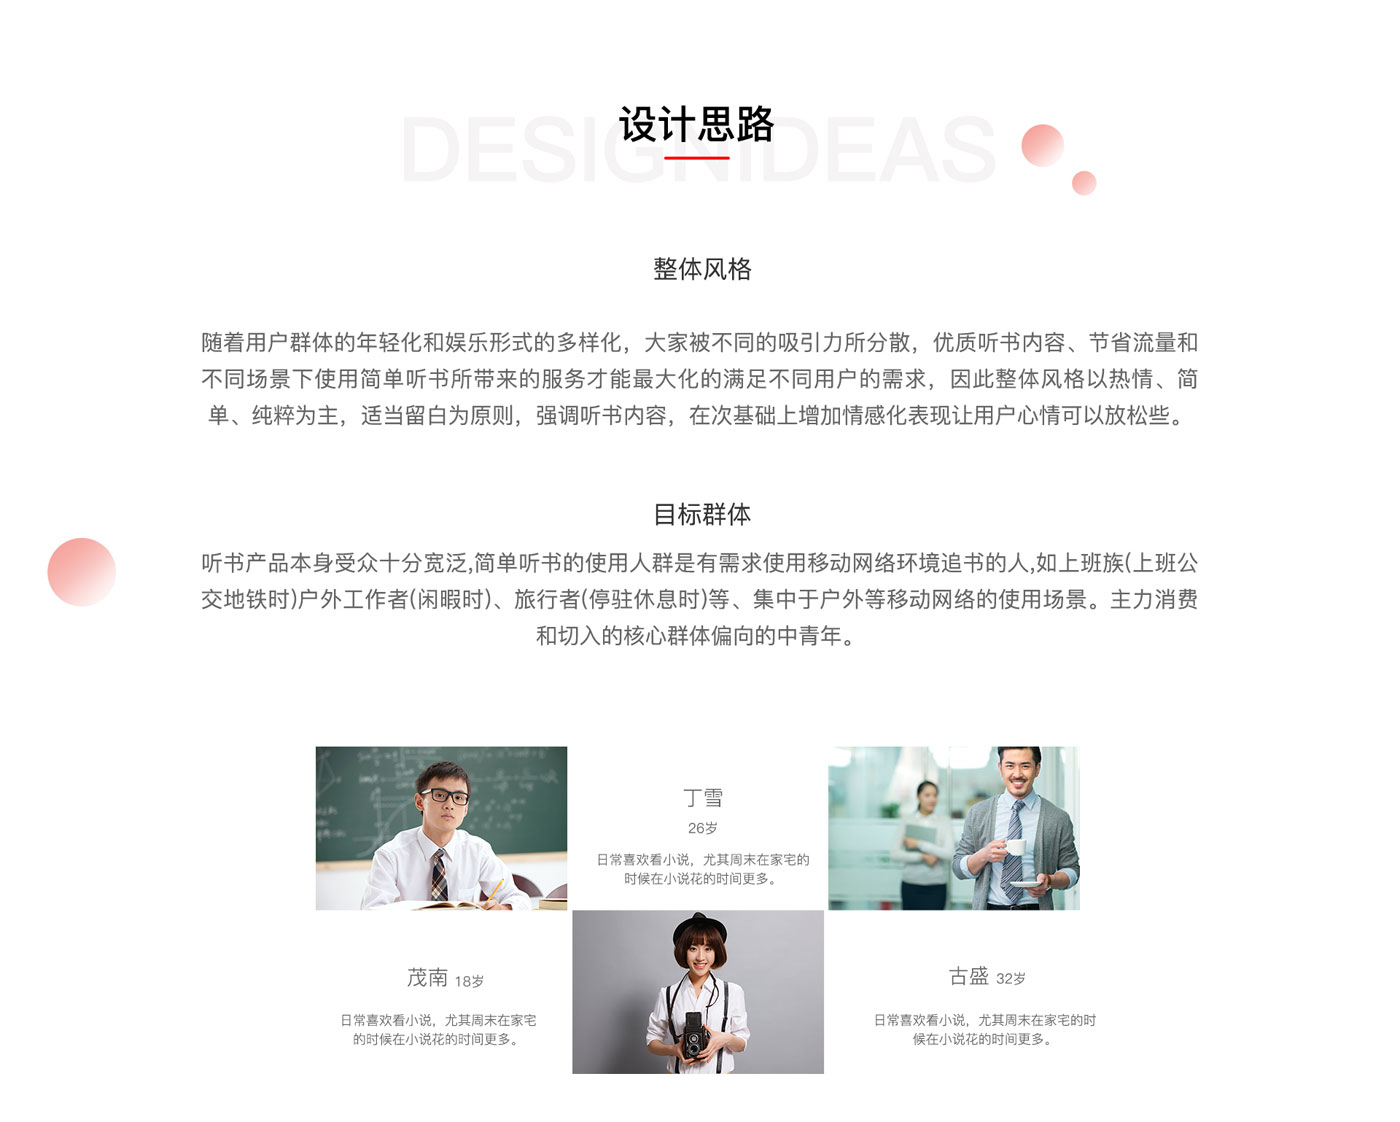 DESIGNIDEAS
设计思路
整体风格
随着用户群体的年轻化和娱乐形式的多样化，大家被不同的吸引力所分散，优质听书内容、节省流量和
不同场景下使用简单听书所带来的服务才能最大化的满足不同用户的需求，因此整体风格以热情、简
单、纯粹为主，适当留白为原则，强调听书内容，在次基础上增加情感化表现让用户心情可以放松些。
目标群体
听书产品本身受众十分宽泛,简单听书的使用人群是有需求使用移动网络环境追书的人,如上班族(上班公
交地铁时)户外工作者(闲暇时)、旅行者(停驻休息时)等、集中于户外等移动网络的使用场景。主力消费
和切入的核心群体偏向的中青年。
丁雪
26岁
日常喜欢看小说，尤其周末在家宅的
时候在小说花的时间更多。
茂南 18岁
日常喜欢看小说，尤其周末在家宅
的时候在小说花的时间更多。
古盛 32岁
日常喜欢看小说，尤其周末在家宅的时
候在小说花的时间更多。